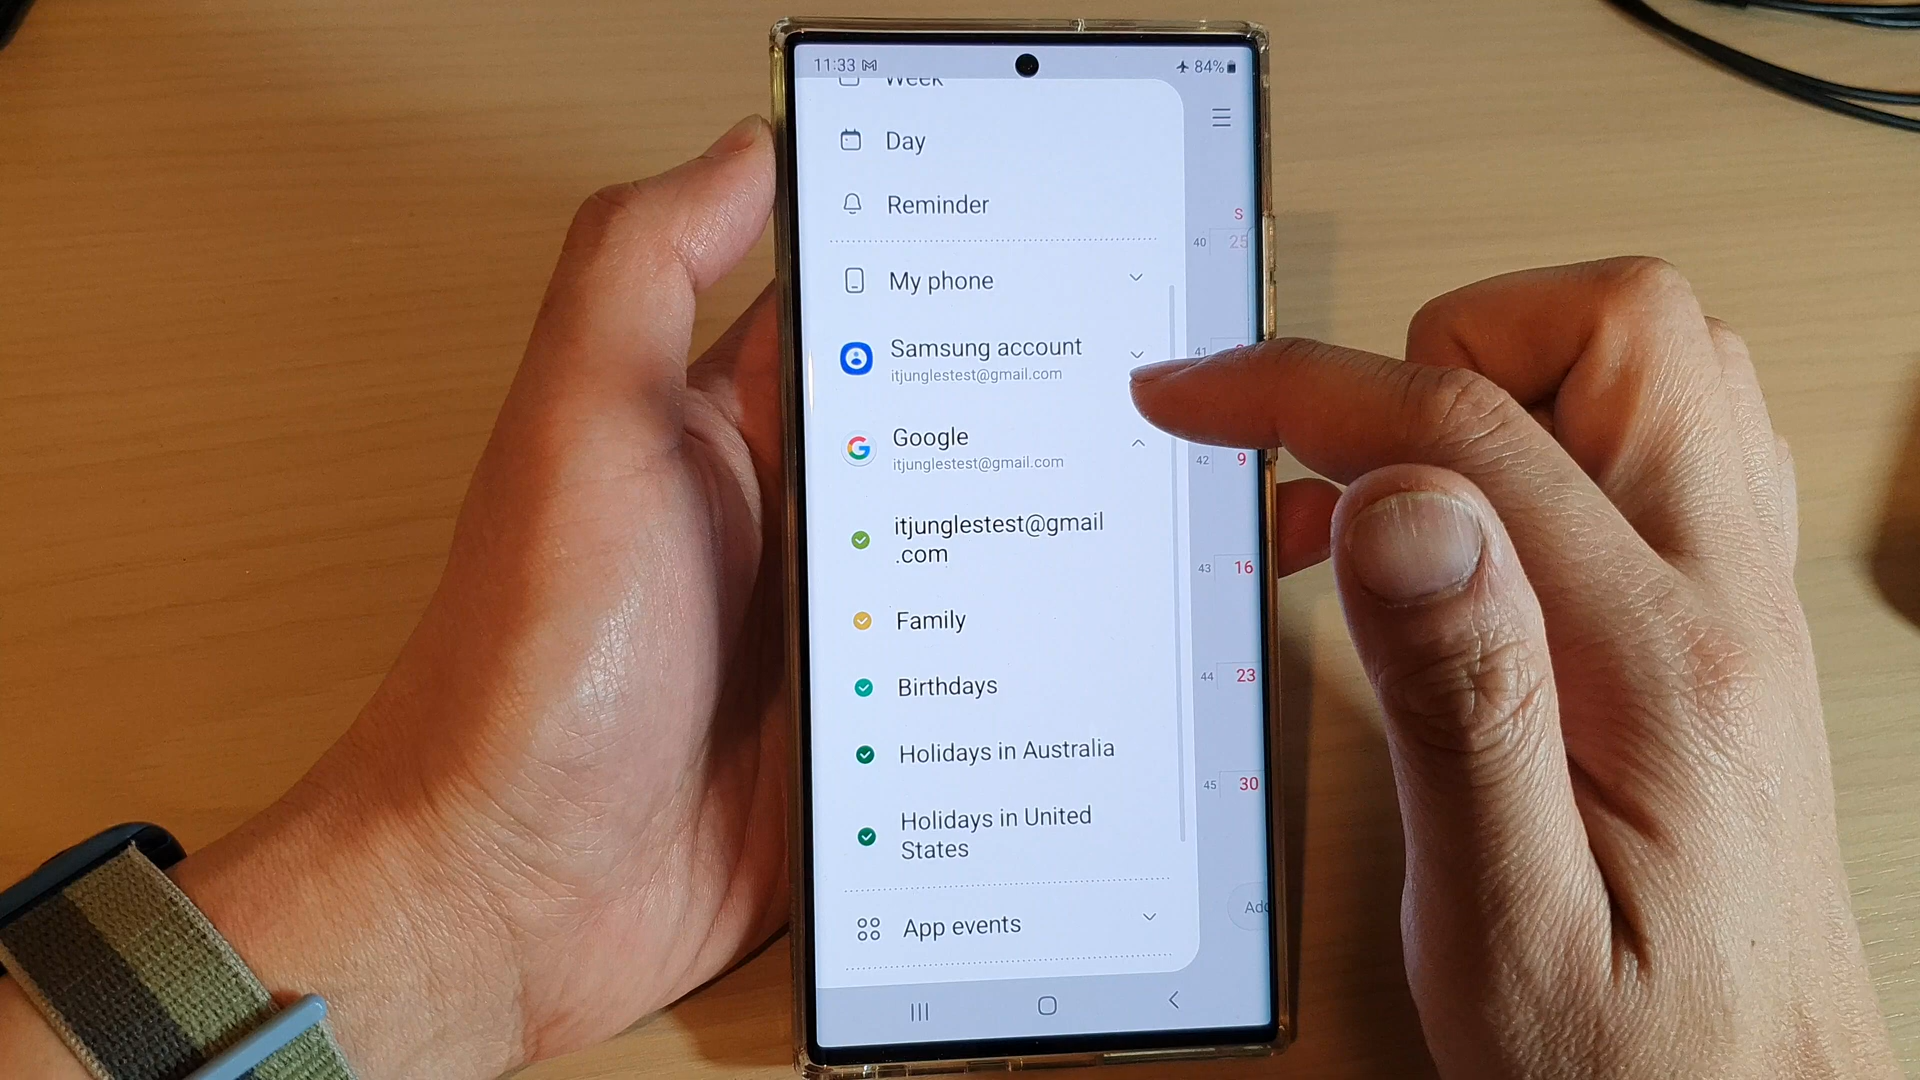 11:33
84%
Week
Day
Reminder
My phone
Samsung account
itjunglestest@gmail.com
Google
itjunglestest@gmail.com
itjunglestest@gmail
.com
Family
Birthdays
Holidays in Australia
Holidays in United
States
App events
S
40 25
41
42 9
43 16
44 23
45 30